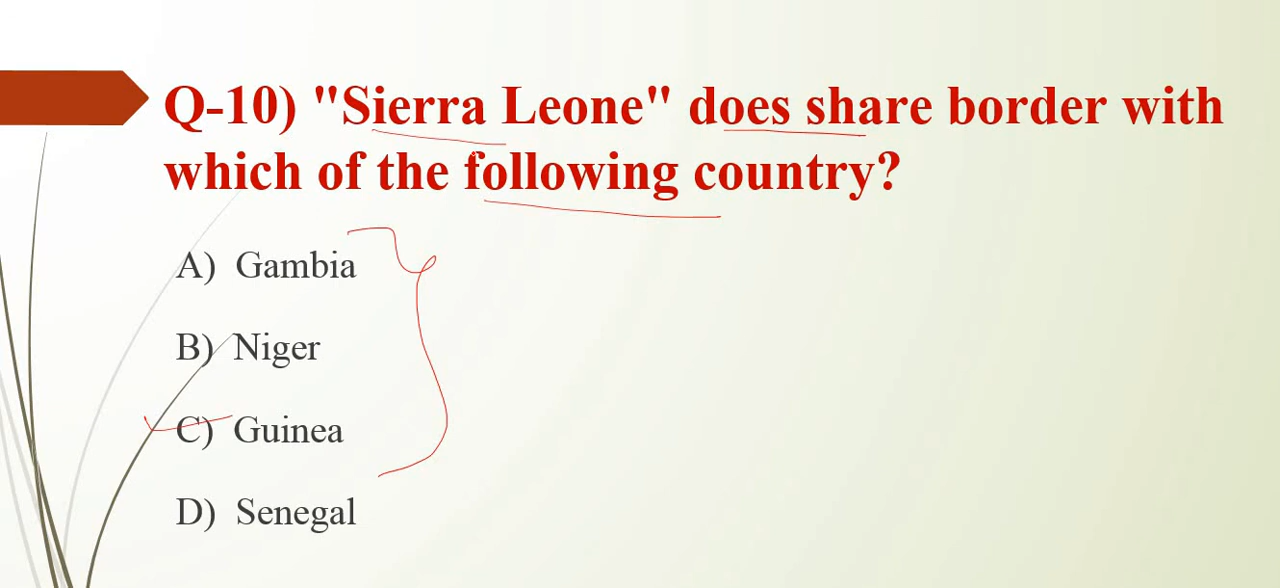 Q-10) "Sierra Leone" does share border with
which of the following country?
A) Gambia
B) Niger
C) Guinea
D) Senegal